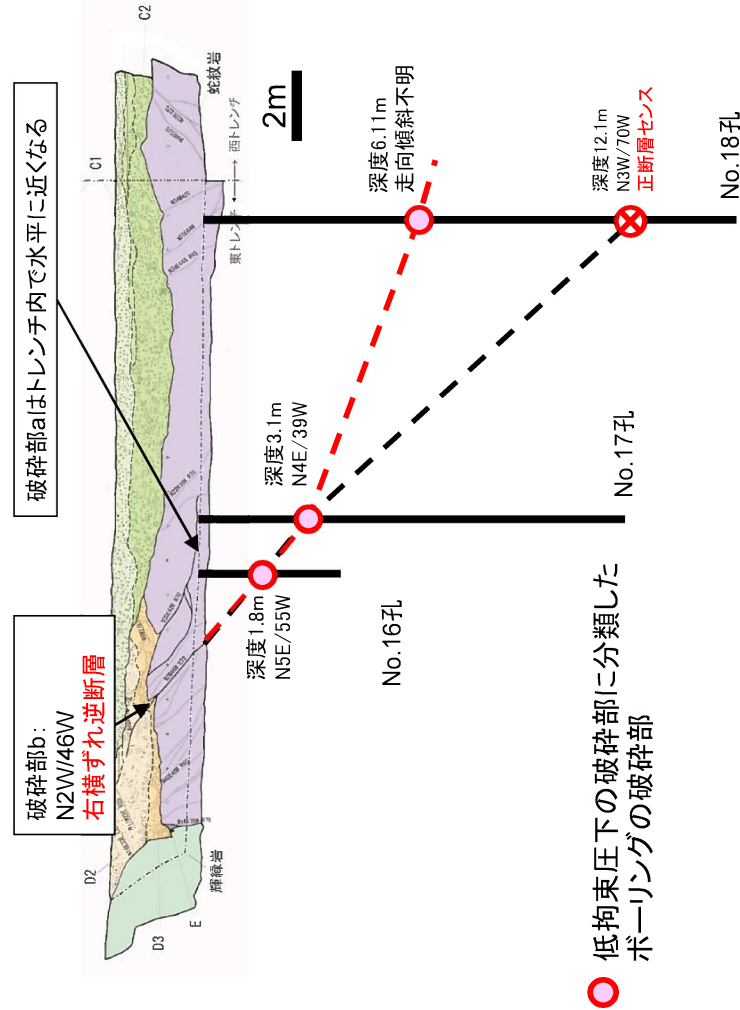 破砕部aはトレンチ内で水平に近くなる
破砕部b:
N2W/46W
右横ずれ逆断層
C2
C1
D2
D3
E
輝緑岩
蛇紋岩
東トレンチ
西トレンチ
2m
深度1.8m
N5E/55W
No.16孔
深度3.1m
N4E/39W
No.17孔
深度6.11m
走向傾斜不明
深度12.1m
N3W/70W
正断層センス
No.18孔
低拘束圧下の破砕部に分類した
ボーリングの破砕部